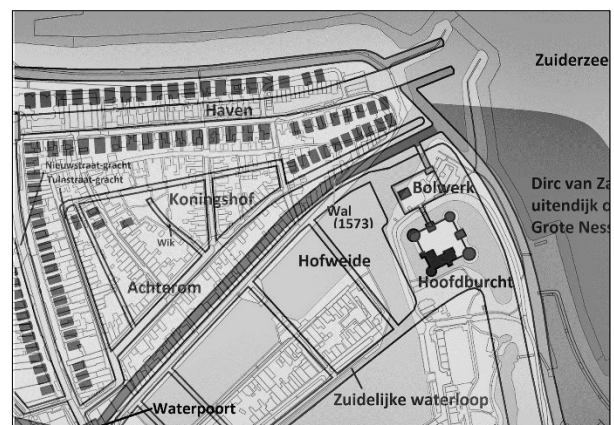 Zuiderzee
Haven
Nieuwstraat-gracht
Tuinstraat-gracht
Koningshof
Bolwerk
Dirc van Za
uitendijk d
Grote Ness
Wal
(1573)
Wik
Hofweide
Hoofdburcht
Achterom
Zuidelijke waterloop
Waterpoort